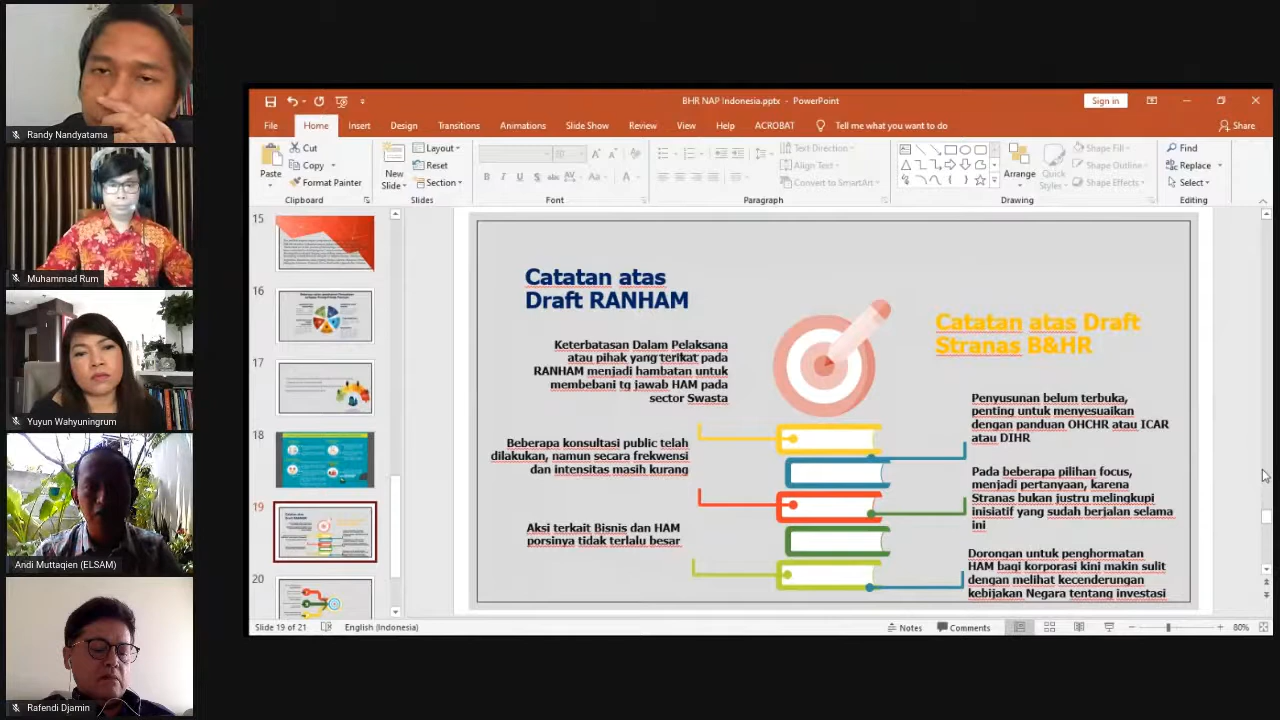 Randy Nandyatama
Muhammad Rum
Yuyun Wahyuningrum
Andi Muttaqien (ELSAM)
Rafendi Djamin
BHR NAP Indonesia.pptx - PowerPoint
Sign in
File Home Insert Design Transitions Animations Slide Show Review View Help ACROBAT Tell me what you want to do Share
Paste
Cut
Copy
Format Painter
Clipboard
New
Slide
Layout
Reset
Section
Slides
Font
Text Direction
Align Text
Convert to SmartArt
Paragraph
Arrange
Quick
Styles
Shape Fill
Shape Outline
Shape Effects
Drawing
Find
Replace
Select
Editing
15
16
17
18
19
20
Catatan atas
Draft RANHAM
Keterbatasan Dalam Pelaksana
atau pihak yang terikat pada
RANHAM menjadi hambatan untuk
membebani tg jawab HAM pada
sector Swasta
Beberapa konsultasi public telah
dilakukan, namun secara frekwensi
dan intensitas masih kurang
Aksi terkait Bisnis dan HAM
porsinya tidak terlalu besar
Catatan atas Draft
Stranas B&HR
Penyusunan belum terbuka,
penting untuk menyesuaikan
dengan panduan OHCHR atau ICAR
atau DIHR
Pada beberapa pilihan focus,
menjadi pertanyaan, karena
Stranas bukan justru melingkupi
inisiatif yang sudah berjalan selama
ini
Dorongan untuk penghormatan
HAM bagi korporasi kini makin sulit
dengan melihat kecenderungan
kebijakan Negara tentang investasi
Slide 19 of 21 English (Indonesia) Notes Comments 80%